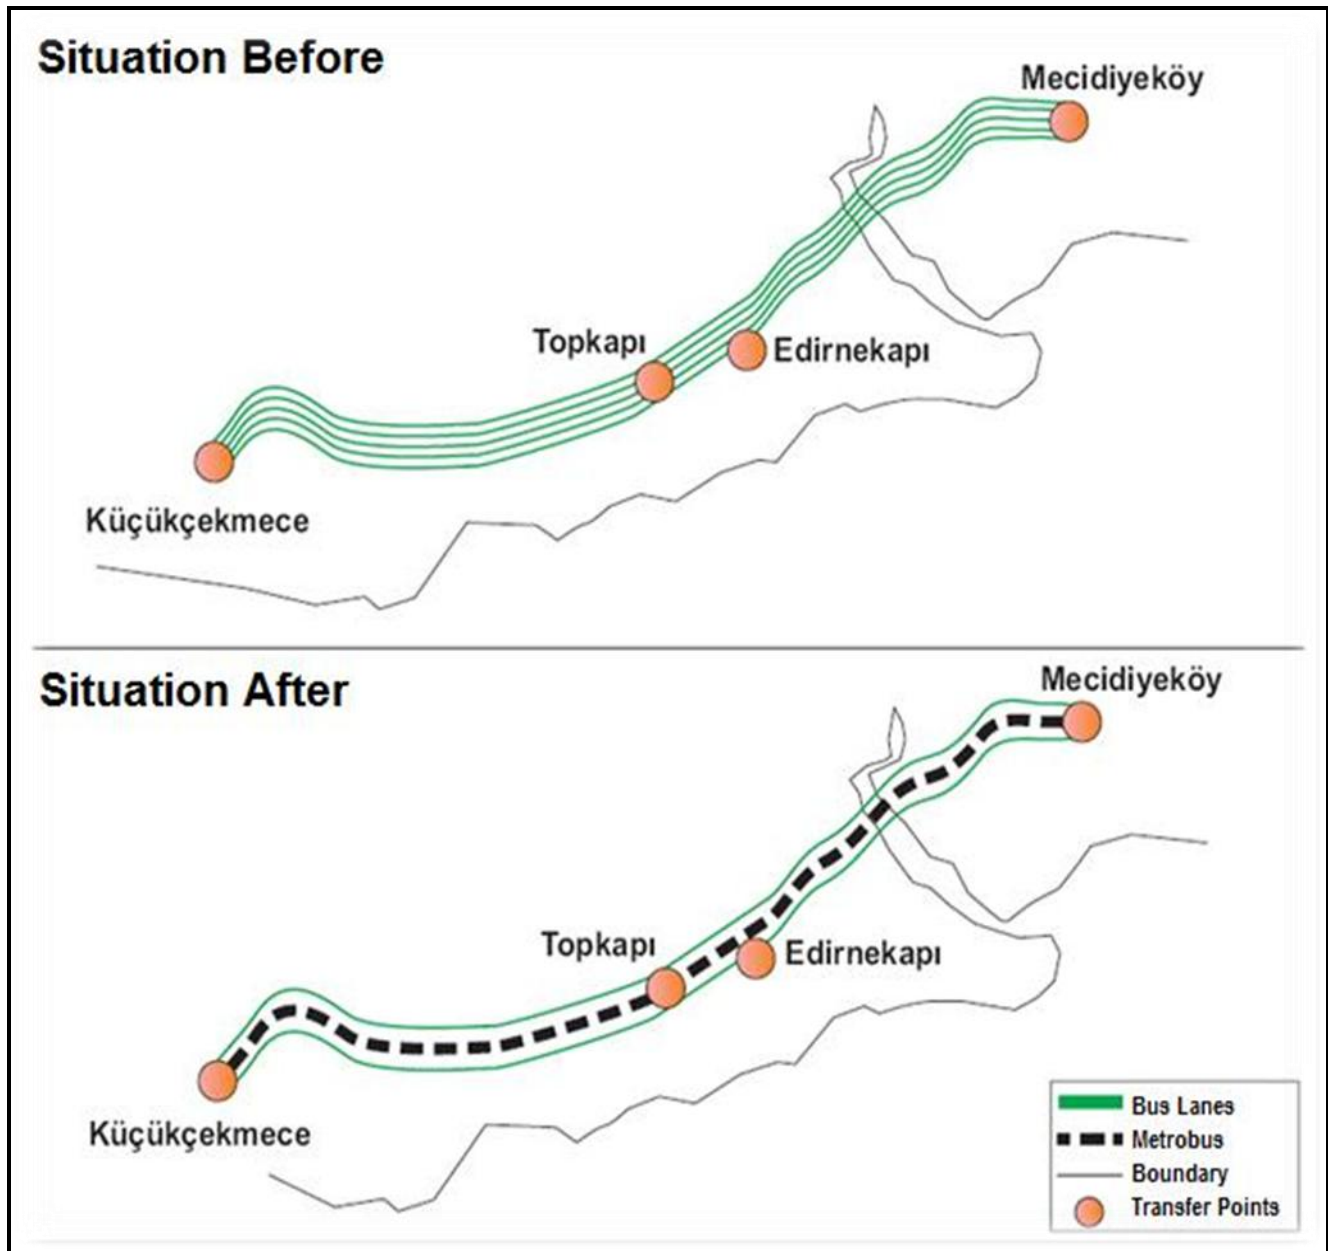 Situation Before
Mecidiyeköy
Topkapı
Edirnekapı
Küçükçekmece
Situation After
Mecidiyeköy
Topkapı
Edirnekapı
Küçükçekmece
Bus Lanes
Metrobus
Boundary
Transfer Points